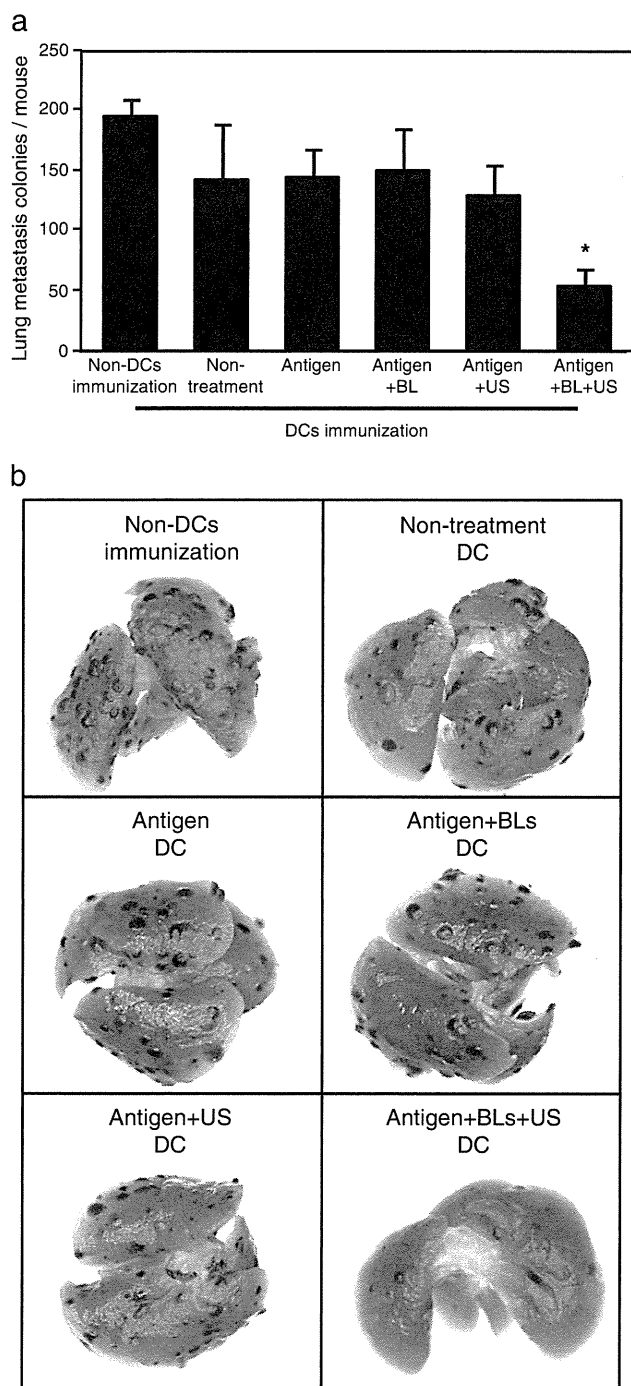 a
Lung metastasis colonies / mouse
250
200
150
100
50
0
Non-DCs
immunization
Non-
treatment
Antigen
Antigen
+BL
Antigen
+US
*
Antigen
+BL+US
DCs immunization
b
Non-DCs
immunization
Non-treatment
DC
Antigen
DC
Antigen+BLs
DC
Antigen+US
DC
Antigen+BLs+US
DC